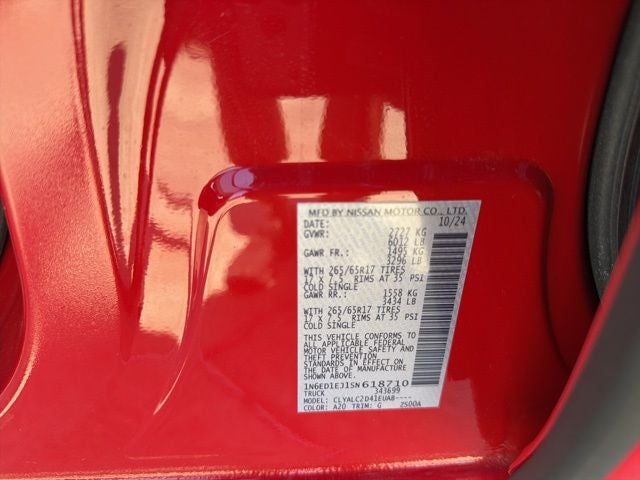 MFD BY NISSAN MOTOR CO., LTD.
DATE: 10/24
GVWR: 2727 KG
6012 LB
GAWR FR.: 1495 KG
3296 LB
WITH 265/65R17 TIRES
17 X 7.5 RIMS AT 35 PSI
COLD SINGLE
GAWR RR.: 1558 KG
3434 LB
WITH 265/65R17 TIRES
17 X 7.5 RIMS AT 35 PSI
COLD SINGLE
THIS VEHICLE CONFORMS TO
ALL APPLICABLE FEDERAL
MOTOR VEHICLE SAFETY AND
THEFT PREVENTION
STANDARDS IN EFFECT ON
THE DATE OF MANUFACTURE
1N6ED1EJ1SN618710
TRUCK 343699
MODEL: CLYALC2D41EUA8----
COLOR: A20 TRIM: G 2500A